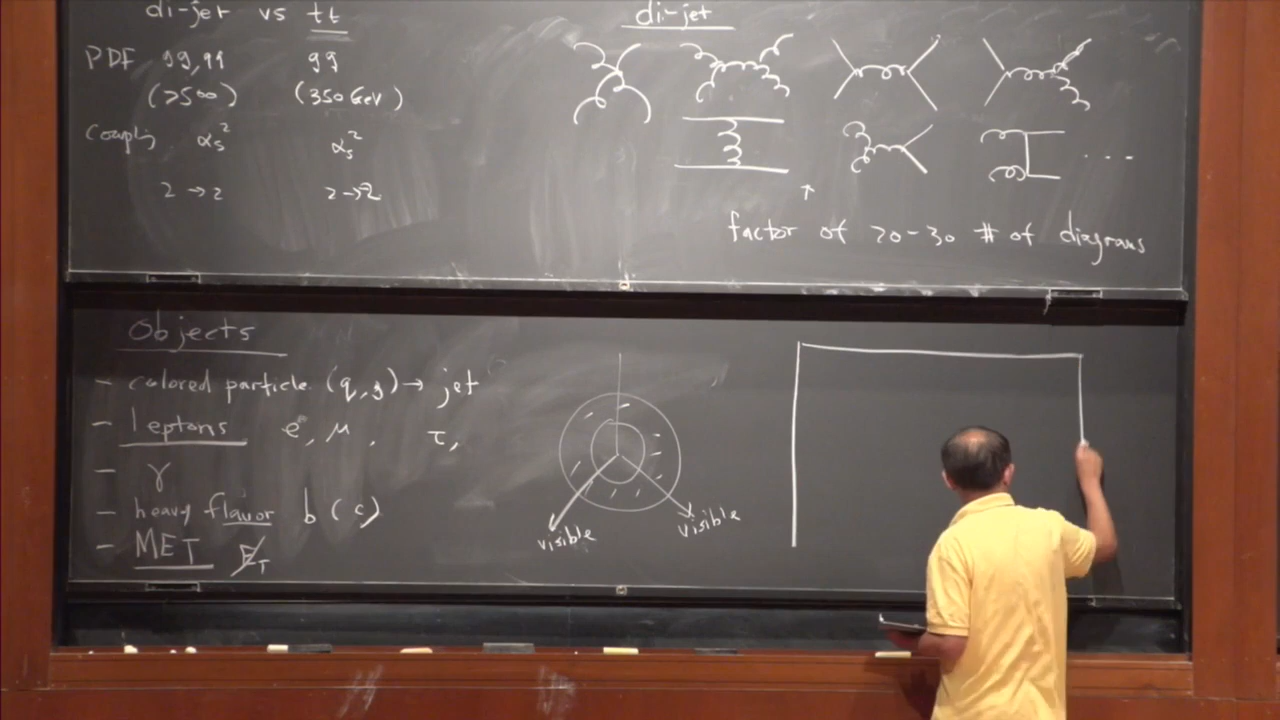 di-jet vs tt
PDF gg, qq gg
(>500) (350 GeV)
Coupling αs² αs²
2→2 2→2
di-jet
...
↑
factor of 20-30 # of diagrams
Objects
- colored particle (q,g)→ jet
- leptons e, μ, τ,
- γ
- heavy flavor b (c)
- MET E̸T
visible visible